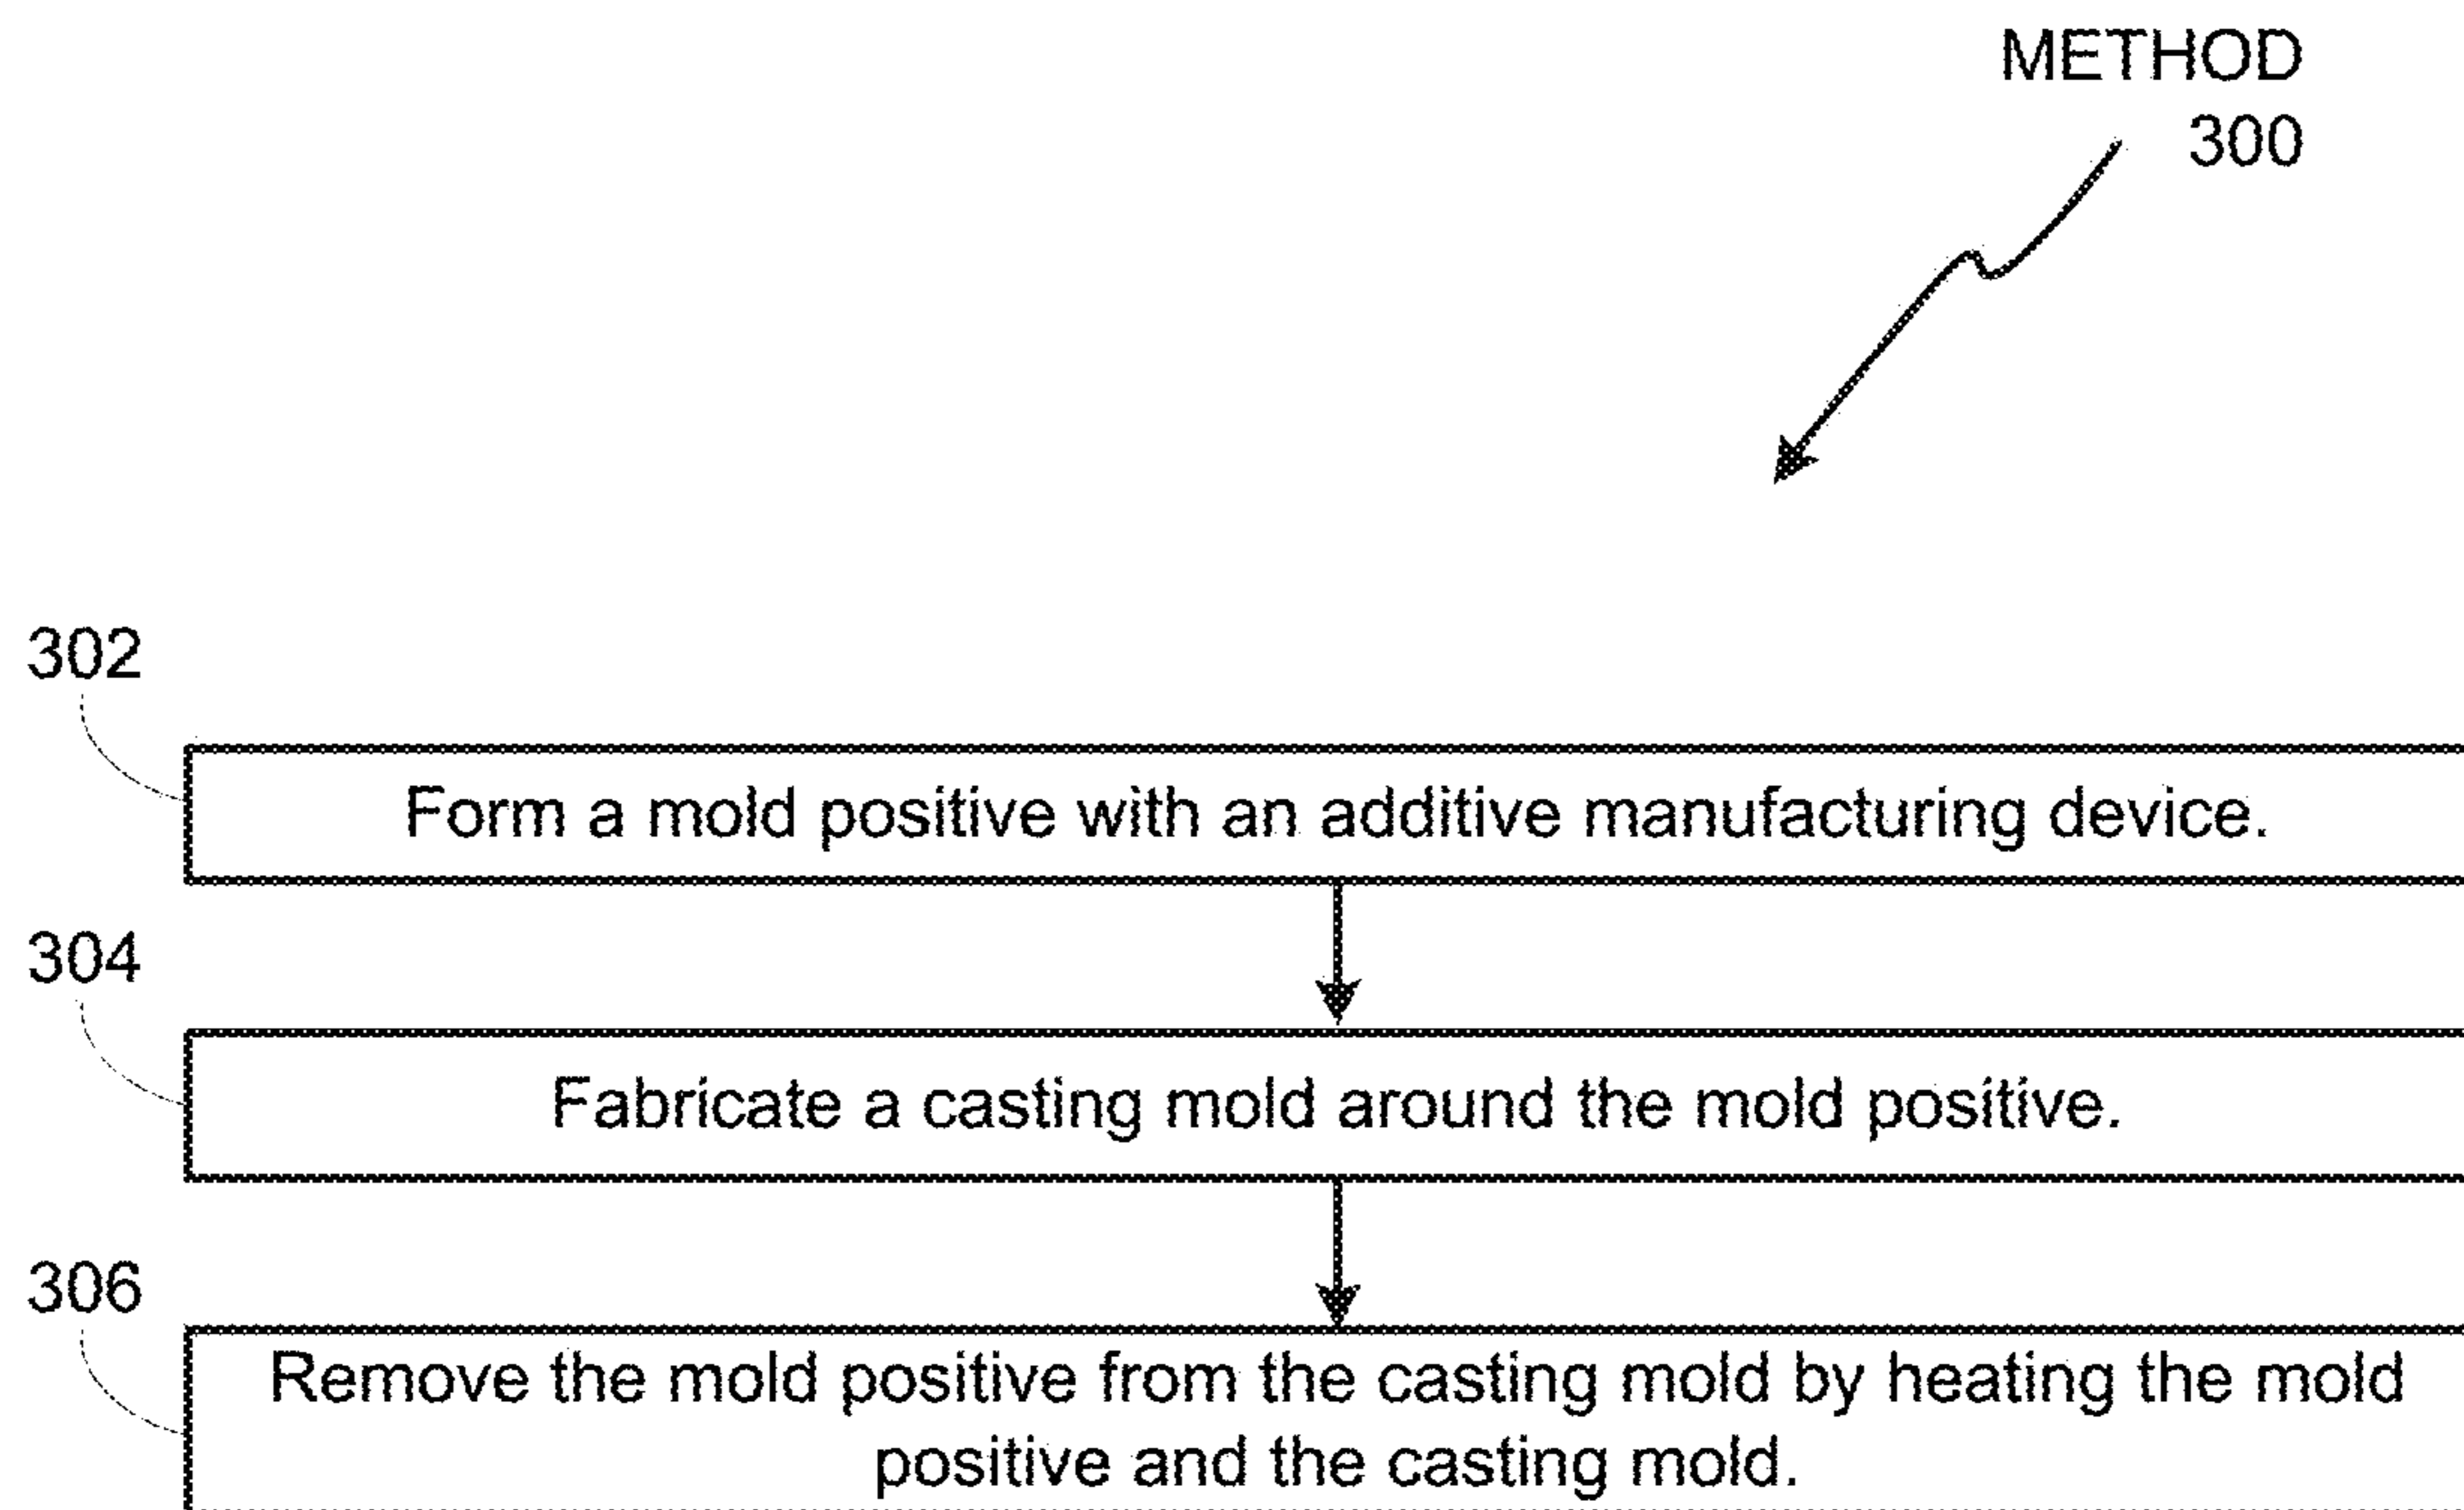 METHOD
300
302
Form a mold positive with an additive manufacturing device.
304
Fabricate a casting mold around the mold positive.
306
Remove the mold positive from the casting mold by heating the mold
positive and the casting mold.